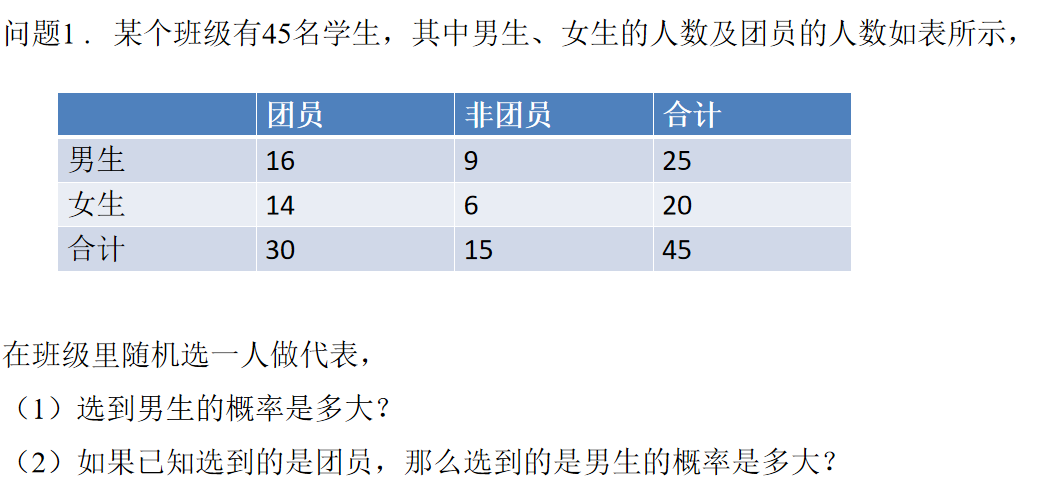 问题1．某个班级有45名学生，其中男生、女生的人数及团员的人数如表所示，
团员 非团员 合计
男生 16 9 25
女生 14 6 20
合计 30 15 45
在班级里随机选一人做代表，
（1）选到男生的概率是多大？
（2）如果已知选到的是团员，那么选到的是男生的概率是多大？